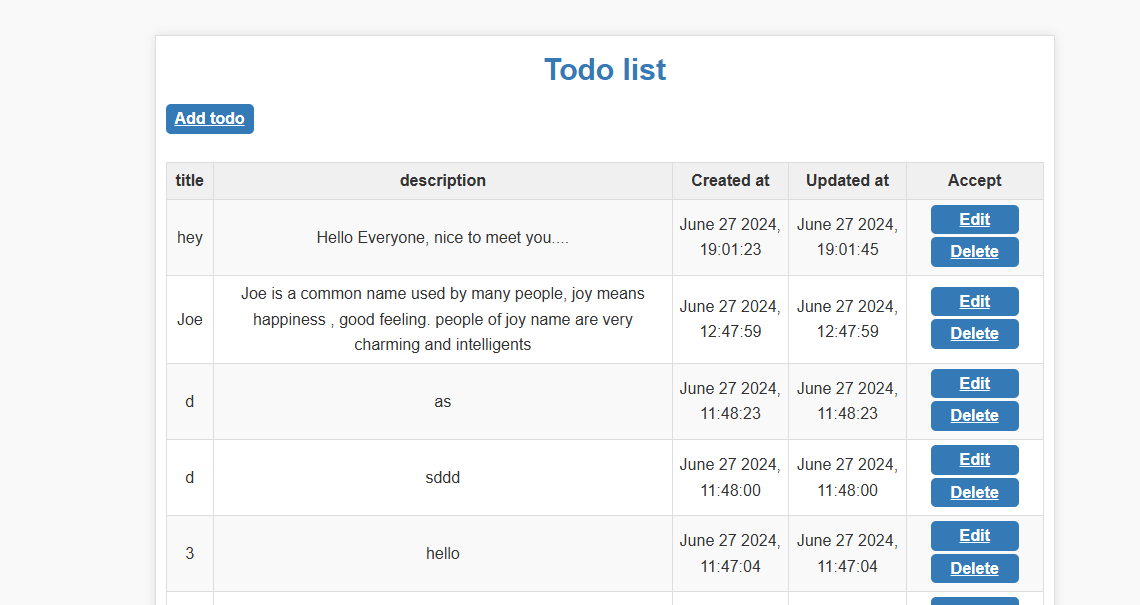 Todo list
Add todo
title description Created at Updated at Accept
hey Hello Everyone, nice to meet you.... June 27 2024, 19:01:23 June 27 2024, 19:01:45 Edit Delete
Joe Joe is a common name used by many people, joy means
happiness , good feeling. people of joy name are very
charming and intelligents June 27 2024, 12:47:59 June 27 2024, 12:47:59 Edit Delete
d as June 27 2024, 11:48:23 June 27 2024, 11:48:23 Edit Delete
d sddd June 27 2024, 11:48:00 June 27 2024, 11:48:00 Edit Delete
3 hello June 27 2024, 11:47:04 June 27 2024, 11:47:04 Edit Delete